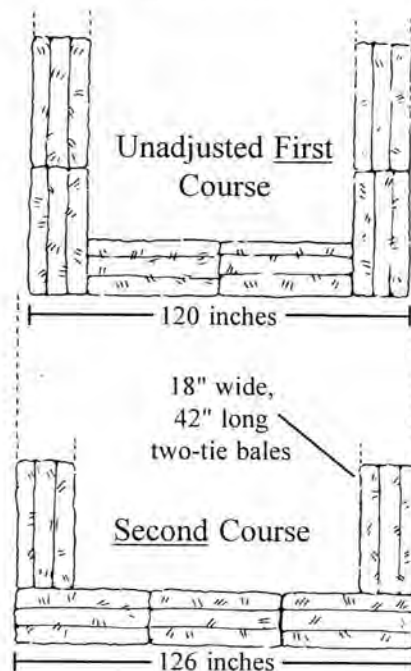 Unadjusted First
Course
120 inches
18" wide,
42" long
two-tie bales
Second Course
126 inches